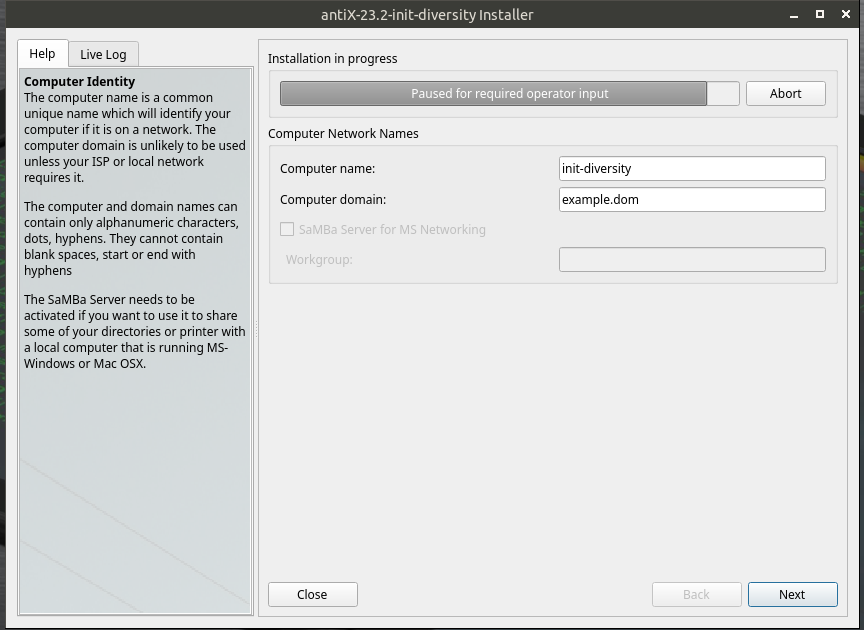 antiX-23.2-init-diversity Installer
Help
Live Log
Computer Identity
The computer name is a common
unique name which will identify your
computer if it is on a network. The
computer domain is unlikely to be used
unless your ISP or local network
requires it.
The computer and domain names can
contain only alphanumeric characters,
dots, hyphens. They cannot contain
blank spaces, start or end with
hyphens
The SaMBa Server needs to be
activated if you want to use it to share
some of your directories or printer with
a local computer that is running MS-
Windows or Mac OSX.
Installation in progress
Paused for required operator input
Abort
Computer Network Names
Computer name:
init-diversity
Computer domain:
example.dom
SaMBa Server for MS Networking
Workgroup:
Close
Back
Next